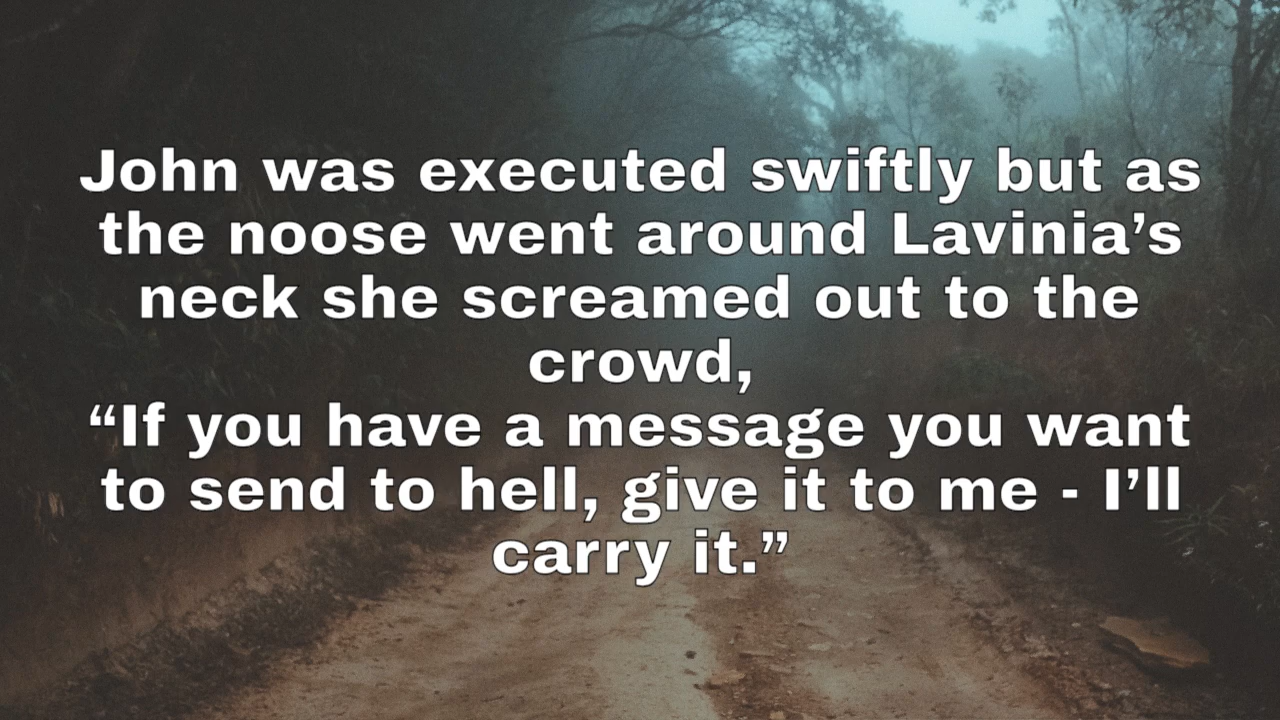 John was executed swiftly but as
the noose went around Lavinia’s
neck she screamed out to the
crowd,
“If you have a message you want
to send to hell, give it to me - I’ll
carry it.”